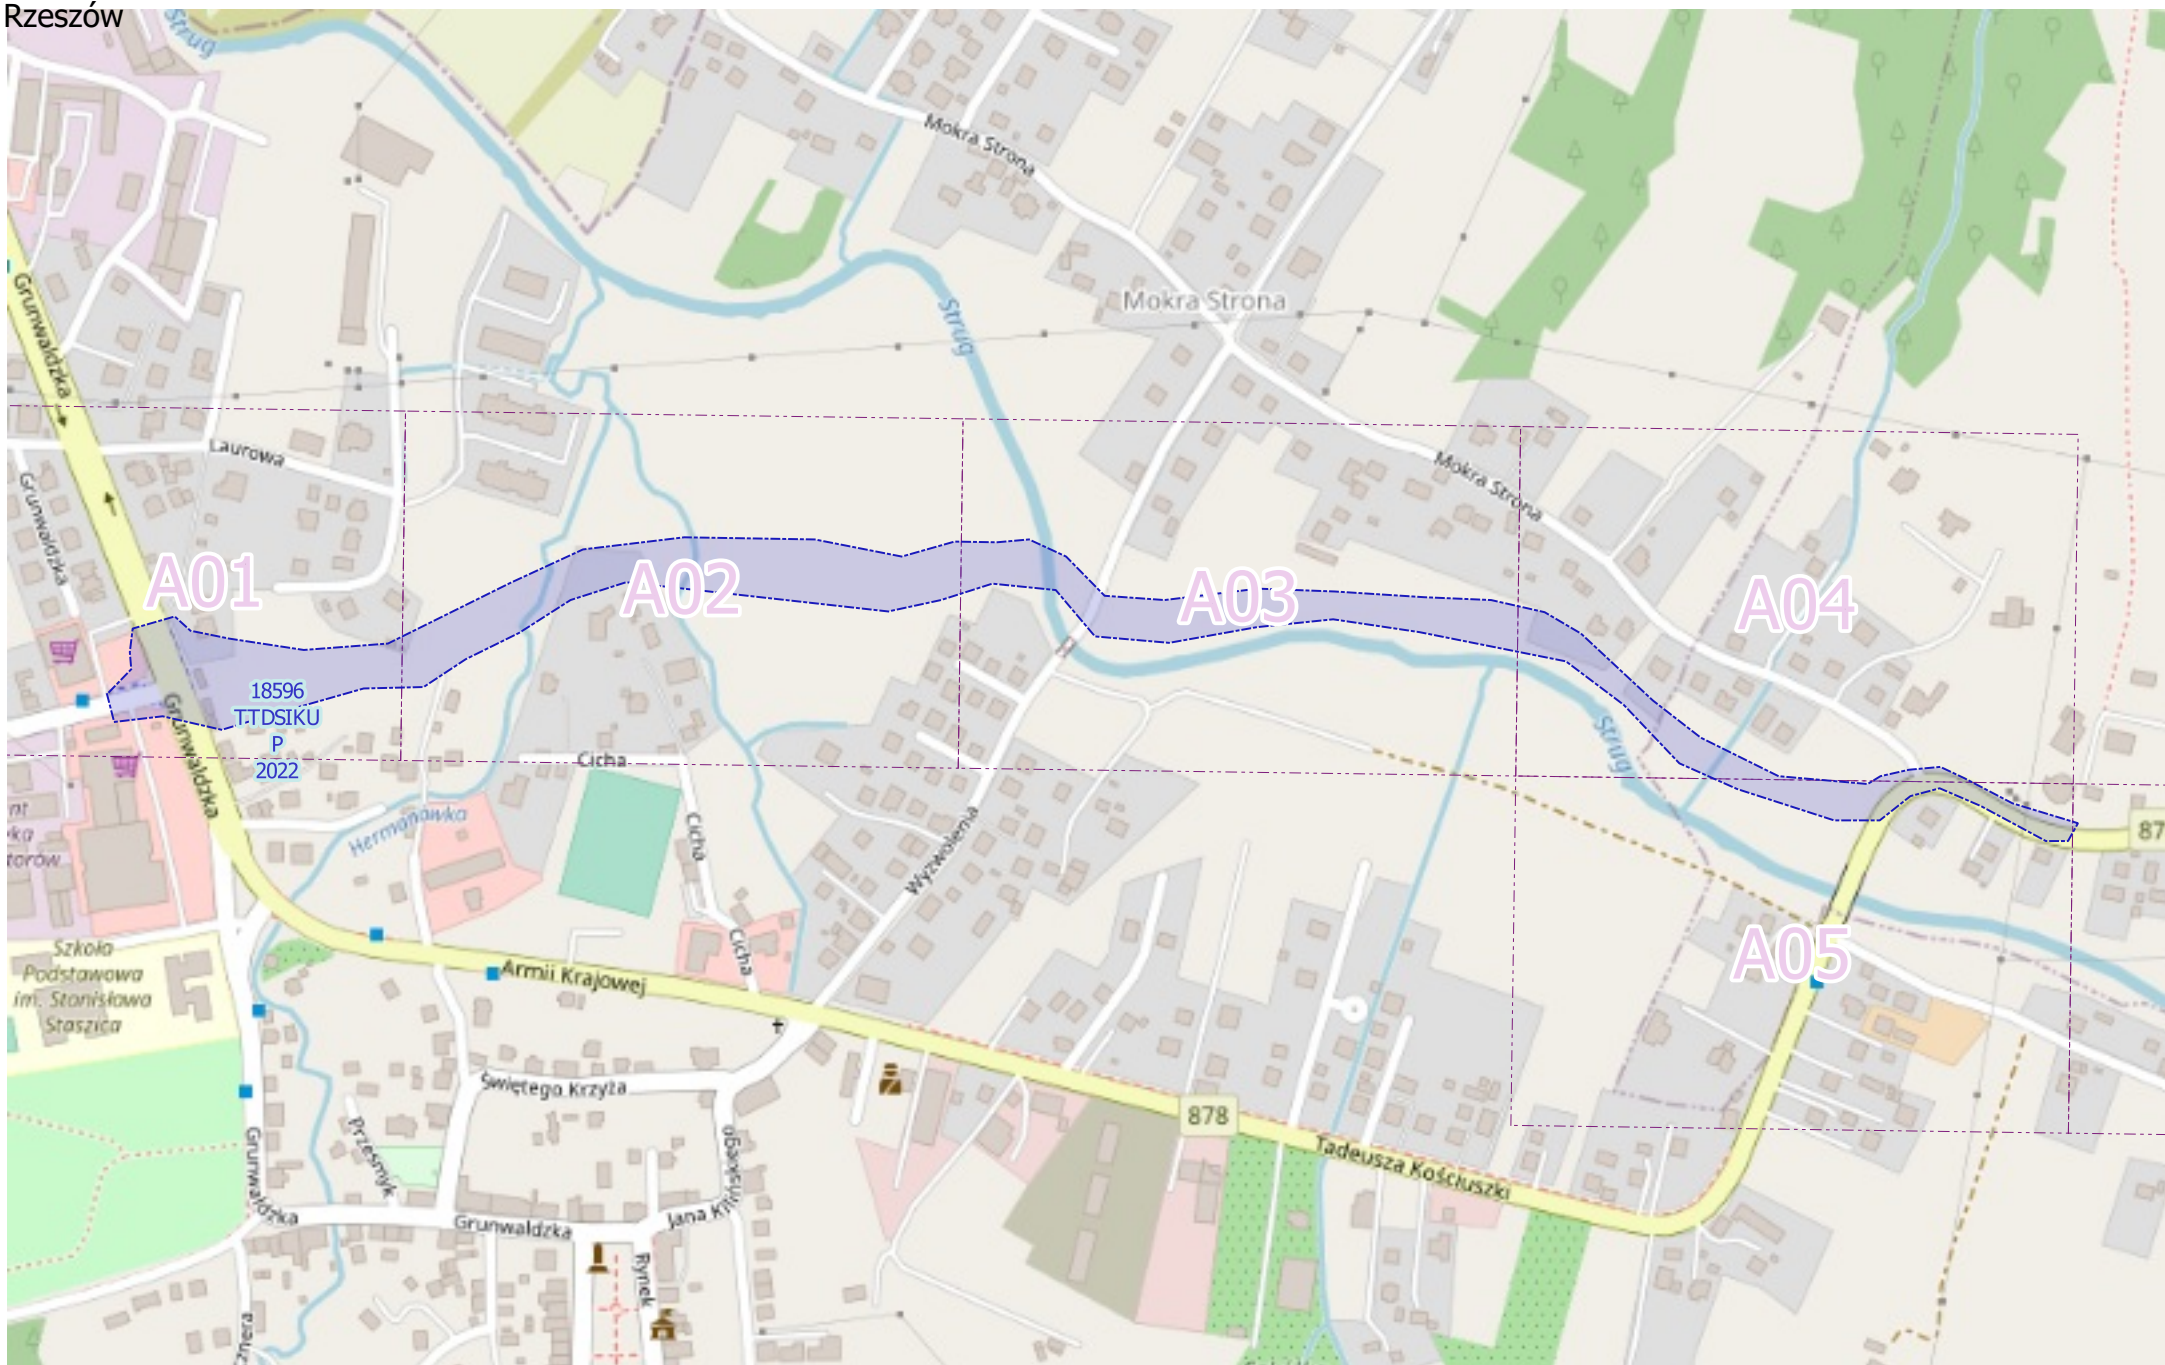 Rzeszów
Strug
Mokra Strona
Grunwaldzka
Strug
Mokra Strona
Laurowa
Mokra Strona
Grunwaldzka
A01
A02
A03
A04
18596
TTDSIKU
P
2022
Grunwaldzka
Strug
Cicha
Hermanówka
Cicha
Wyzwolenia
87
Cicha
A05
Szkoła
Podstawowa
im. Stanisława
Staszica
Armii Krajowej
Świętego Krzyża
878
Przesmyk
Tadeusza Kościuszki
Grunwaldzka
Grunwaldzka
Jana Kilińskiego
Rynek